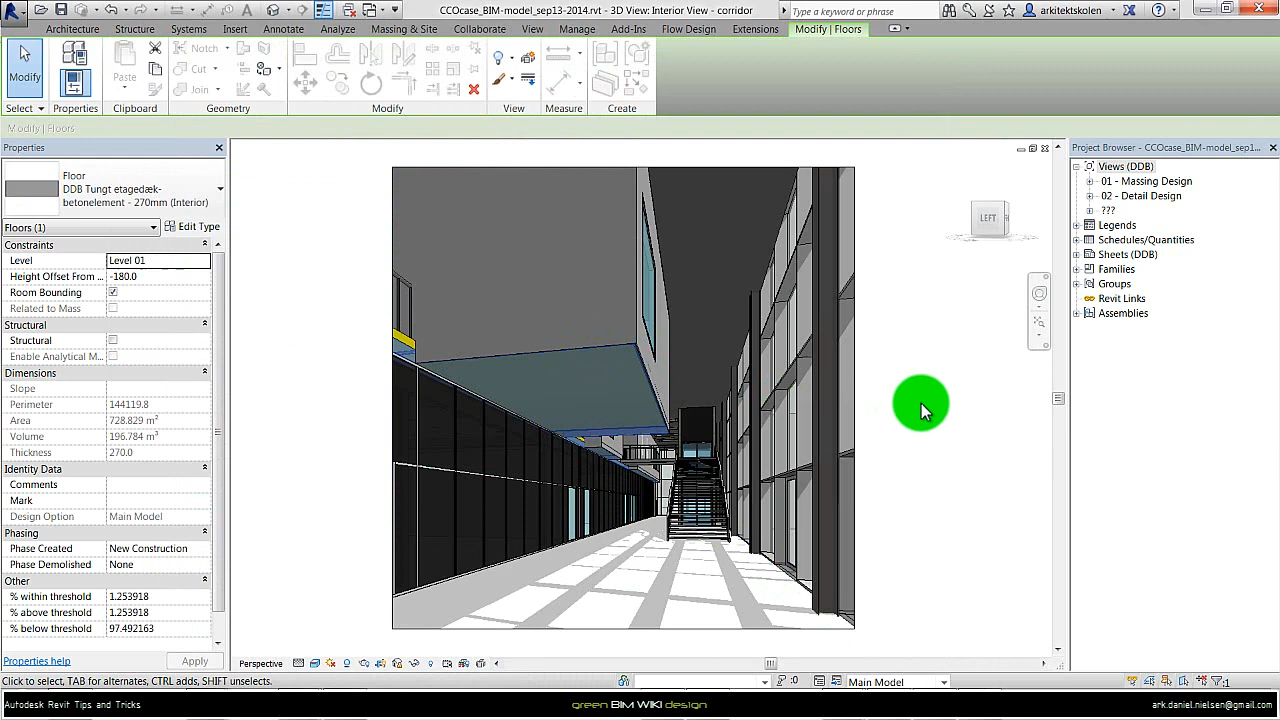 CCOcase_BIM-model_sep13-2014.rvt - 3D View: Interior View - corridor
Type a keyword or phrase
arkitektskolen
Architecture Structure Systems Insert Annotate Analyze Massing & Site Collaborate View Manage Add-Ins Flow Design Extensions Modify | Floors
Modify
Paste
Notch
Cut
Join
Select Properties Clipboard Geometry Modify View Measure Create
Modify | Floors
Properties
Floor
DDB Tungt etagedæk-
betonelement - 270mm (Interior)
Floors (1)
Edit Type
Constraints
Level Level 01
Height Offset From ... -180.0
Room Bounding
Related to Mass
Structural
Structural
Enable Analytical M...
Dimensions
Slope
Perimeter 144119.8
Area 728.829 m²
Volume 196.784 m³
Thickness 270.0
Identity Data
Comments
Mark
Design Option Main Model
Phasing
Phase Created New Construction
Phase Demolished None
Other
% within threshold 1.253918
% above threshold 1.253918
% below threshold 97.492163
Properties help
Apply
LEFT
Project Browser - CCOcase_BIM-model_sep1...
Views (DDB)
01 - Massing Design
02 - Detail Design
???
Legends
Schedules/Quantities
Sheets (DDB)
Families
Groups
Revit Links
Assemblies
Perspective
Click to select, TAB for alternates, CTRL adds, SHIFT unselects.
:0
Main Model
:1
Autodesk Revit Tips and Tricks
green BIM WIKI design
ark.daniel.nielsen@gmail.com